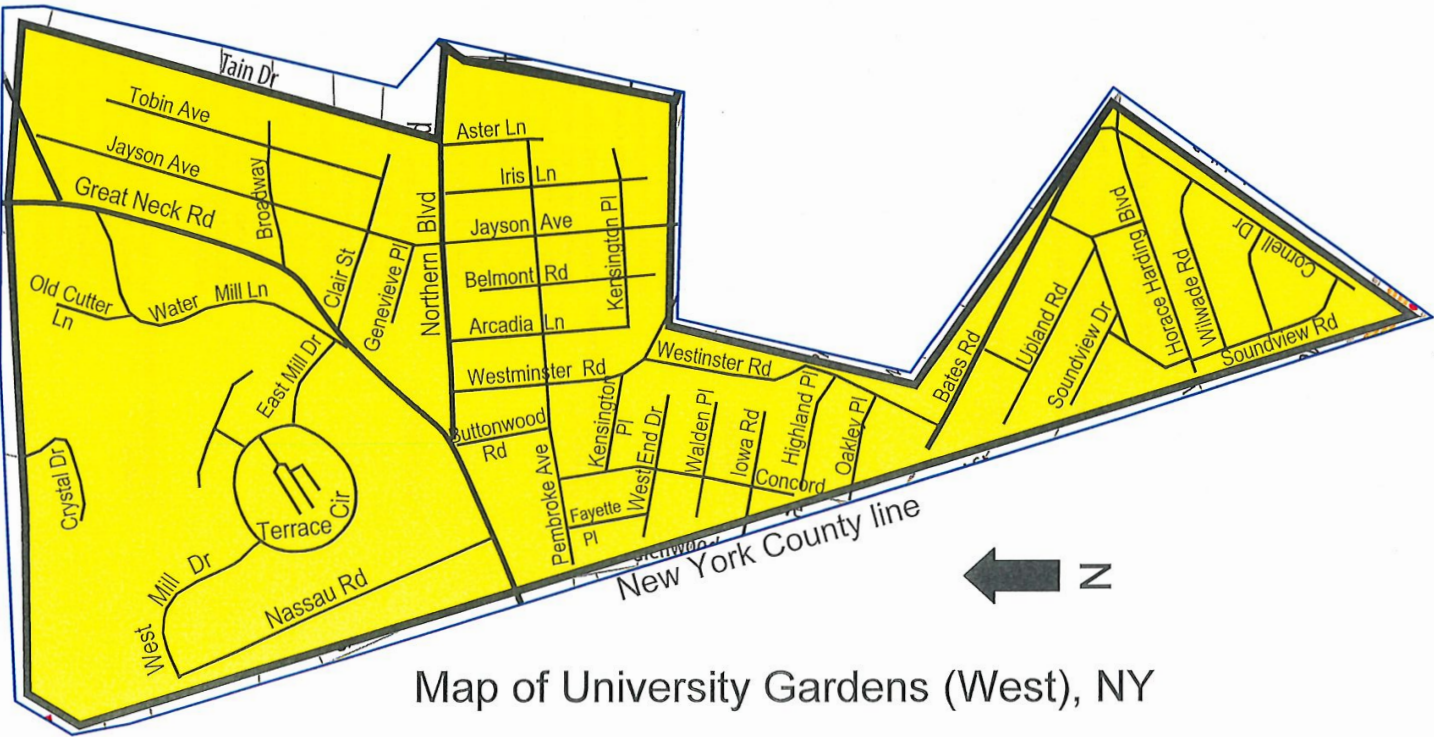 Tain Dr
Tobin Ave
Jayson Ave
Great Neck Rd
Broadway
Clair St
Genevieve Pl
Old Cutter
Ln
Water Mill Ln
East Mill Dr
Crystal Dr
Terrace Cir
West Mill Dr
Nassau Rd
Northern Blvd
Aster Ln
Iris Ln
Jayson Ave
Kensington Pl
Belmont Rd
Arcadia Ln
Westminster Rd
Buttonwood
Rd
Pembroke Ave
Kensington
Pl
Fayette
Pl
West End Dr
Walden Pl
Iowa Rd
Highland Pl
Oakley Pl
Concord
Westinster Rd
Bates Rd
Upland Rd
Soundview Dr
Horace Harding Blvd
Wilwade Rd
Cornell Dr
Soundview Rd
New York County line
N
Map of University Gardens (West), NY